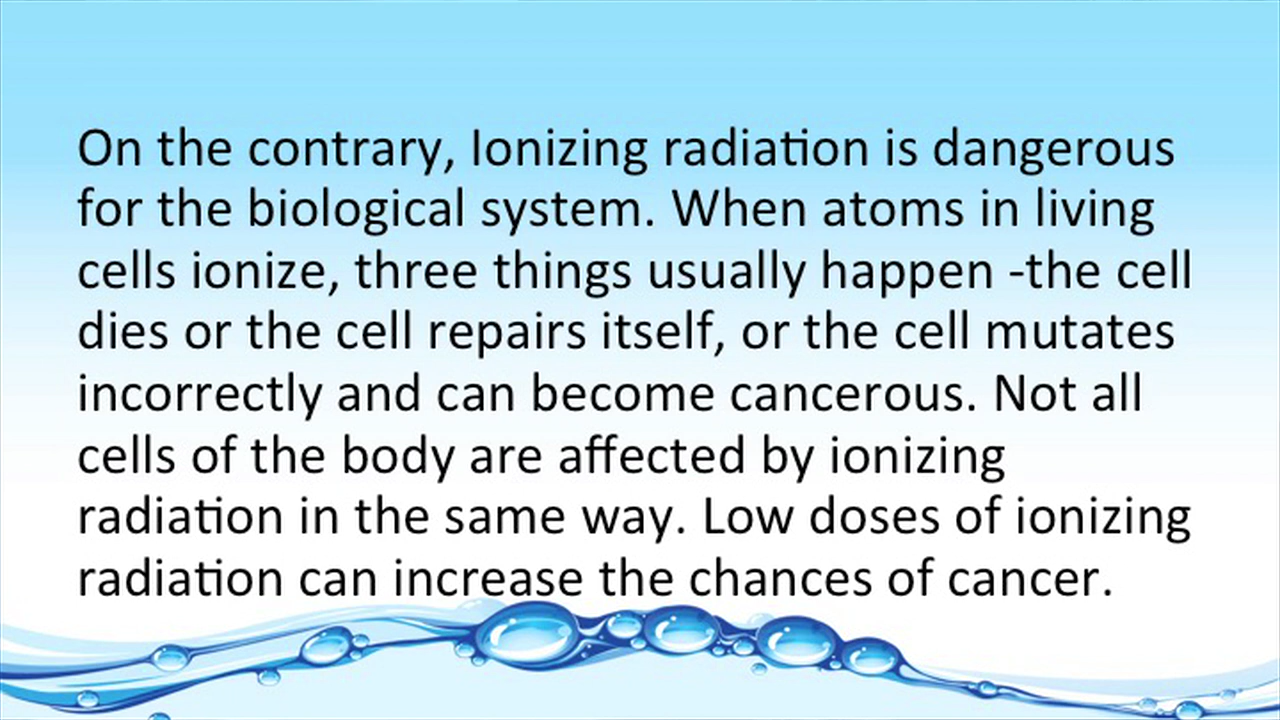 On the contrary, Ionizing radiation is dangerous
for the biological system. When atoms in living
cells ionize, three things usually happen -the cell
dies or the cell repairs itself, or the cell mutates
incorrectly and can become cancerous. Not all
cells of the body are affected by ionizing
radiation in the same way. Low doses of ionizing
radiation can increase the chances of cancer.